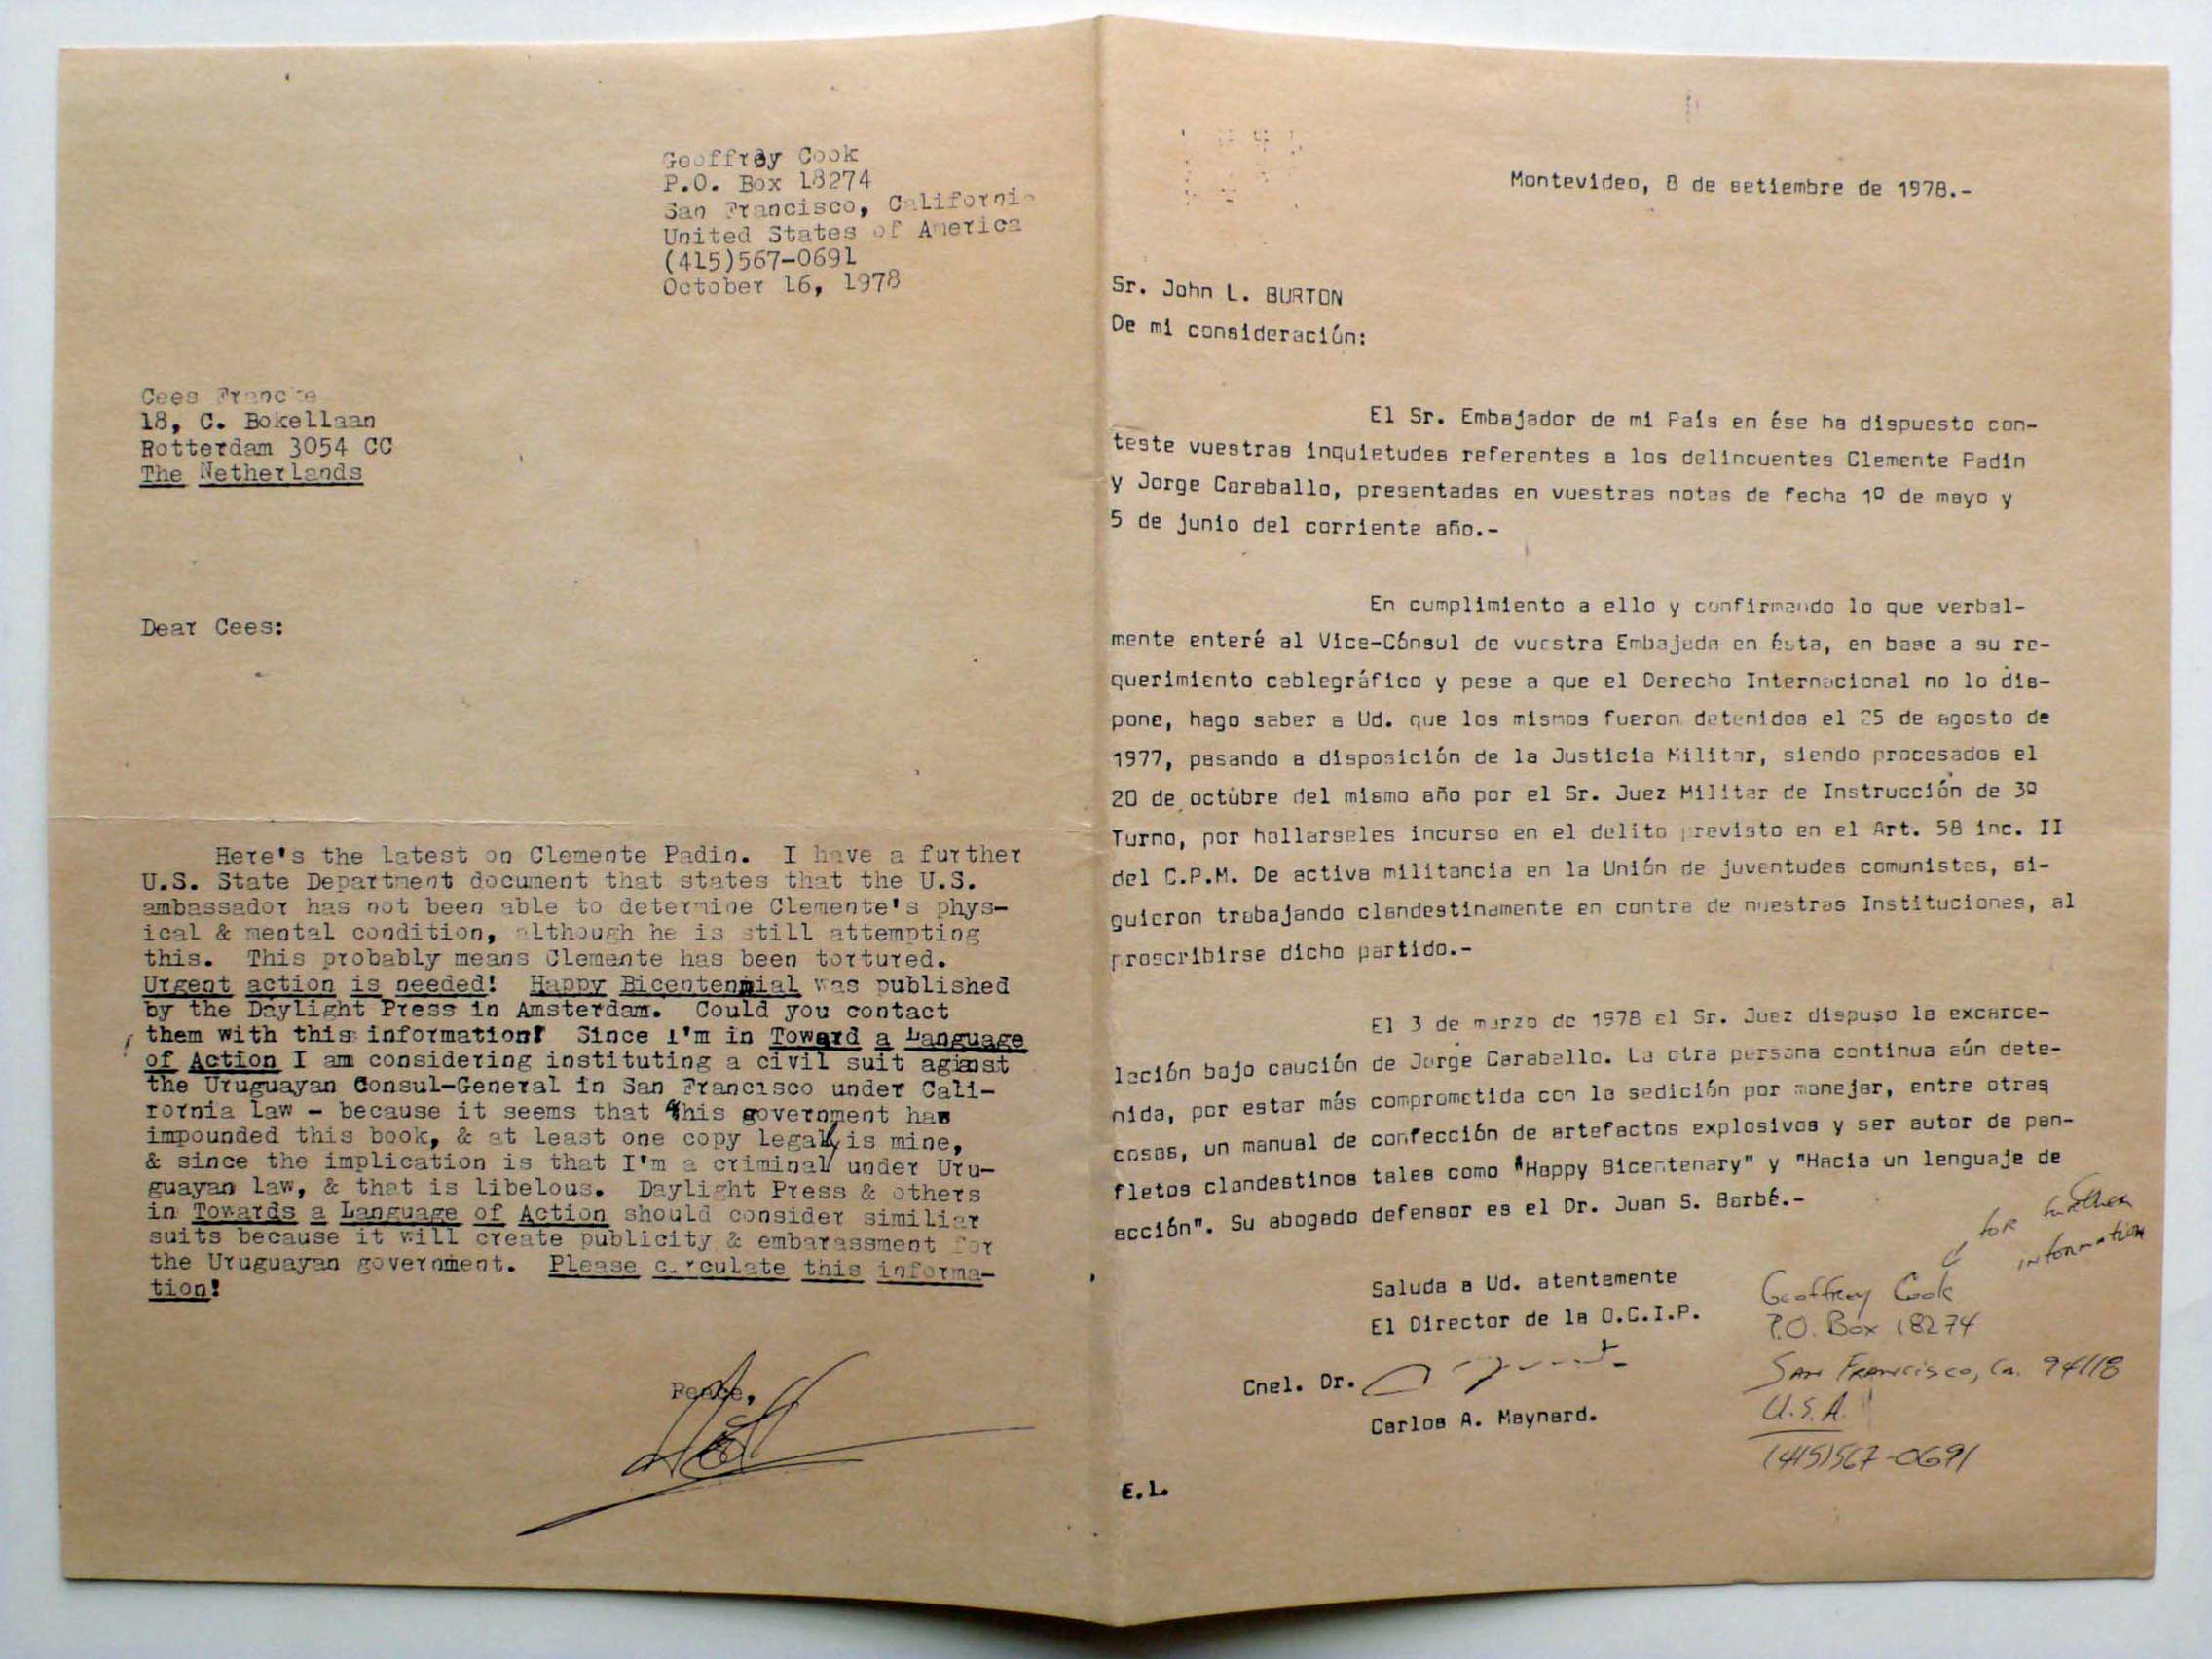 Geoffrey Cook
P.O. Box 18274
San Francisco, Californi
United States of America
(415)567-0691
October 16, 1978
Cees Francke
18, C. Bokellaan
Rotterdam 3054 CC
The Netherlands
Dear Cees:
Here's the latest on Clemente Padin. I have a further
U.S. State Department document that states that the U.S.
ambassador has not been able to determine Clemente's phys-
ical & mental condition, although he is still attempting
this. This probably means Clemente has been tortured.
Urgent action is needed! Happy Bicentennial was published
by the Daylight Press in Amsterdam. Could you contact
them with this information? Since I'm in Toward a Language
of Action I am considering instituting a civil suit aginst
the Uruguayan Consul-General in San Francisco under Cali-
fornia Law - because it seems that this government has
impounded this book, & at least one copy legally is mine,
& since the implication is that I'm a criminal under Uru-
guayan law, & that is libelous. Daylight Press & others
in Towards a Language of Action should consider similiar
suits because it will create publicity & embarassment for
the Uruguayan government. Please circulate this informa-
tion!
Peace,
Montevideo, 8 de setiembre de 1978.-
Sr. John L. BURTON
De mi consideración:
El Sr. Embajador de mi País en ése ha dispuesto con-
teste vuestras inquietudes referentes a los delincuentes Clemente Padin
y Jorge Caraballo, presentadas en vuestras notas de fecha 1º de mayo y
5 de junio del corriente año.-
En cumplimiento a ello y confirmando lo que verbal-
mente enteré al Vice-Cónsul de vuestra Embajada en ésta, en base a su re-
querimiento cablegráfico y pese a que el Derecho Internacional no lo dis-
pone, hago saber a Ud. que los mismos fueron detenidos el 25 de agosto de
1977, pasando a disposición de la Justicia Militar, siendo procesados el
20 de octúbre del mismo año por el Sr. Juez Militar de Instrucción de 3º
Turno, por hallarseles incurso en el delito previsto en el Art. 58 inc. II
del C.P.M. De activa militancia en la Unión de juventudes comunistas, si-
guieron trabajando clandestinamente en contra de nuestras Instituciones, al
proscribirse dicho partido.-
El 3 de marzo de 1978 el Sr. Juez dispuso la excarce-
lación bajo caución de Jorge Caraballo. La otra persona continua aún dete-
nida, por estar más comprometida con la sedición por manejar, entre otras
cosas, un manual de confección de artefactos explosivos y ser autor de pan-
fletos clandestinos tales como "Happy Bicentenary" y "Hacia un lenguaje de
acción". Su abogado defensor es el Dr. Juan S. Barbé.-
for further
information
Saluda a Ud. atentamente
El Director de la O.C.I.P.
Cnel. Dr.
Carlos A. Maynard.
Geoffrey Cook
P.O. Box 18274
San Francisco, Ca. 94118
U.S.A.
(415)567-0691
E.L.